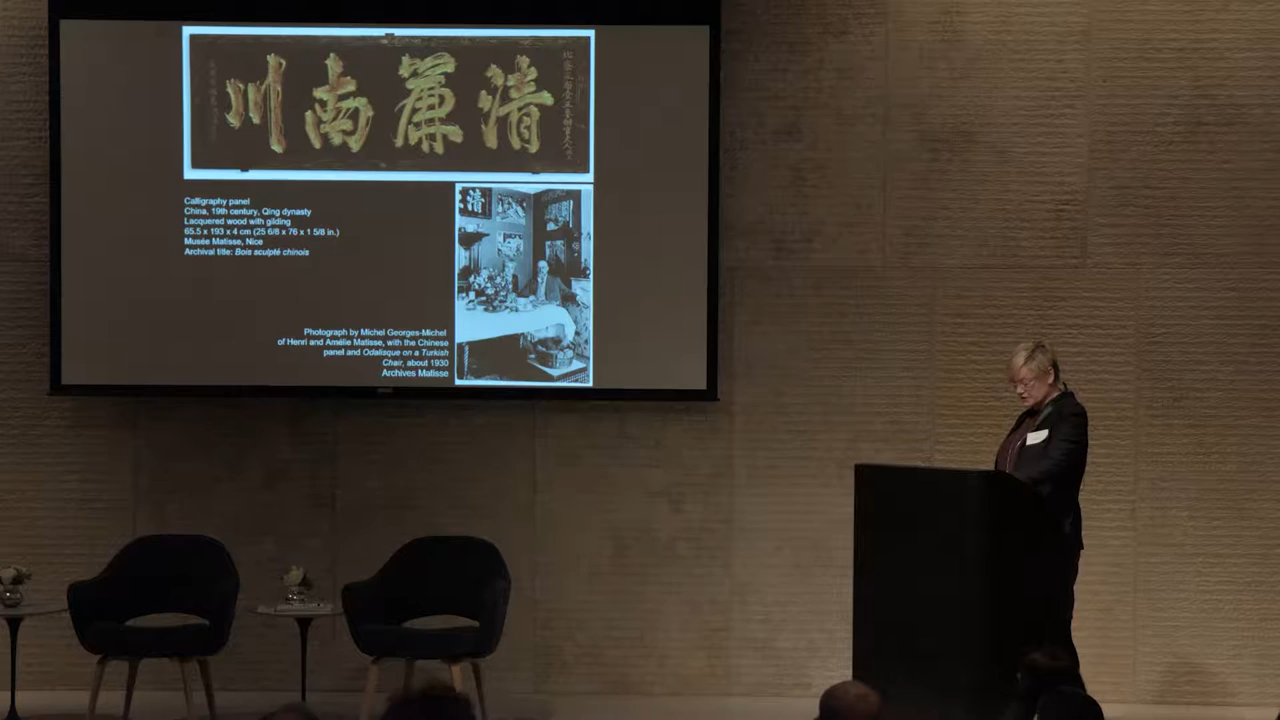 清簾南川
Calligraphy panel
China, 19th century, Qing dynasty
Lacquered wood with gilding
65.5 x 193 x 4 cm (25 6/8 x 76 x 1 5/8 in.)
Musée Matisse, Nice
Archival title: Bois sculpté chinois
清
Photograph by Michel Georges-Michel
of Henri and Amélie Matisse, with the Chinese
panel and Odalisque on a Turkish
Chair, about 1930
Archives Matisse